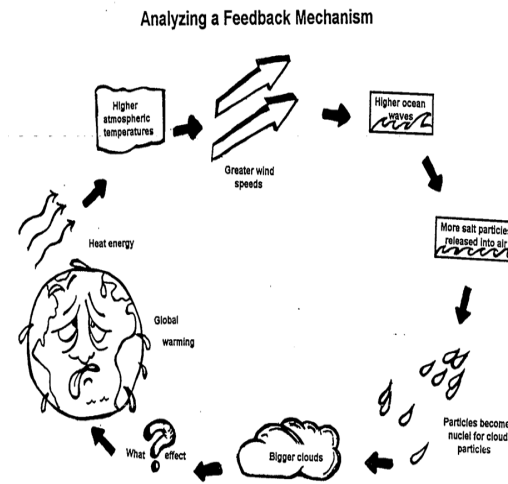 Analyzing a Feedback Mechanism
Higher
atmospheric
temperatures
Greater wind
speeds
Higher ocean
waves
More salt particles
released into air
Heat energy
Global
warming
Particles become
nuclei for cloud
particles
Bigger clouds
What ? effect